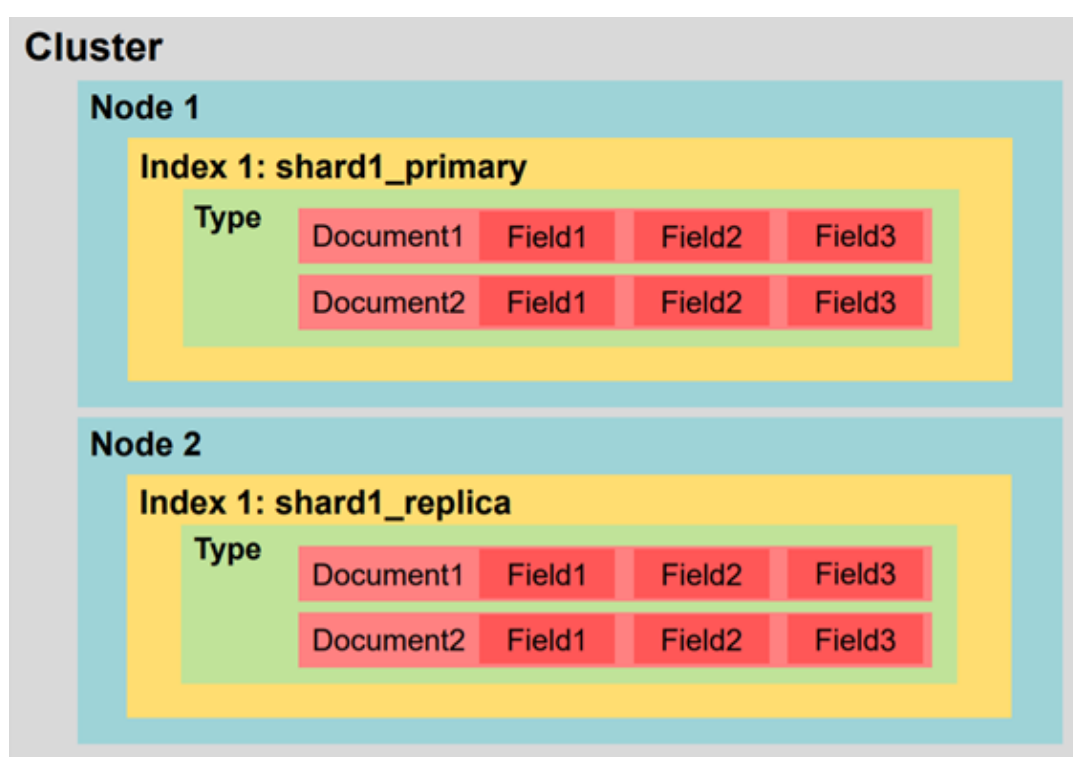 Cluster
Node 1
Index 1: shard1_primary
Type
Document1 Field1 Field2 Field3
Document2 Field1 Field2 Field3
Node 2
Index 1: shard1_replica
Type
Document1 Field1 Field2 Field3
Document2 Field1 Field2 Field3